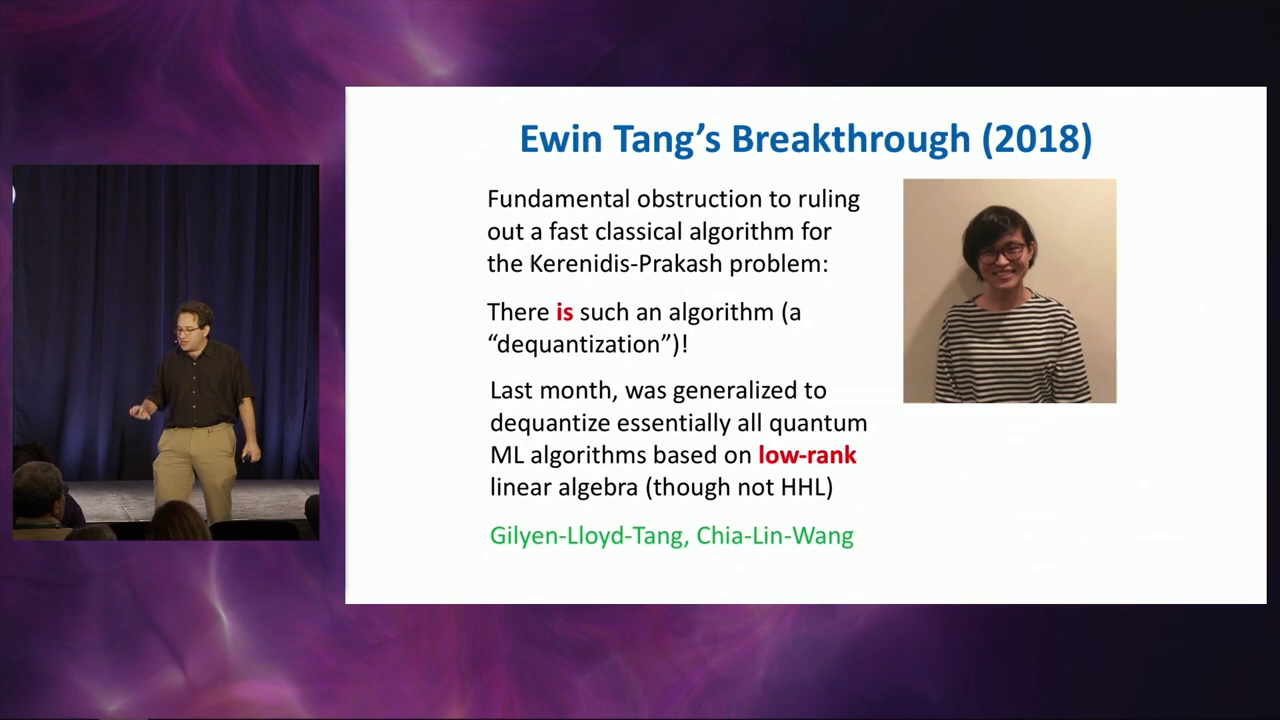 Ewin Tang’s Breakthrough (2018)
Fundamental obstruction to ruling
out a fast classical algorithm for
the Kerenidis-Prakash problem:
There is such an algorithm (a
“dequantization”)!
Last month, was generalized to
dequantize essentially all quantum
ML algorithms based on low-rank
linear algebra (though not HHL)
Gilyen-Lloyd-Tang, Chia-Lin-Wang